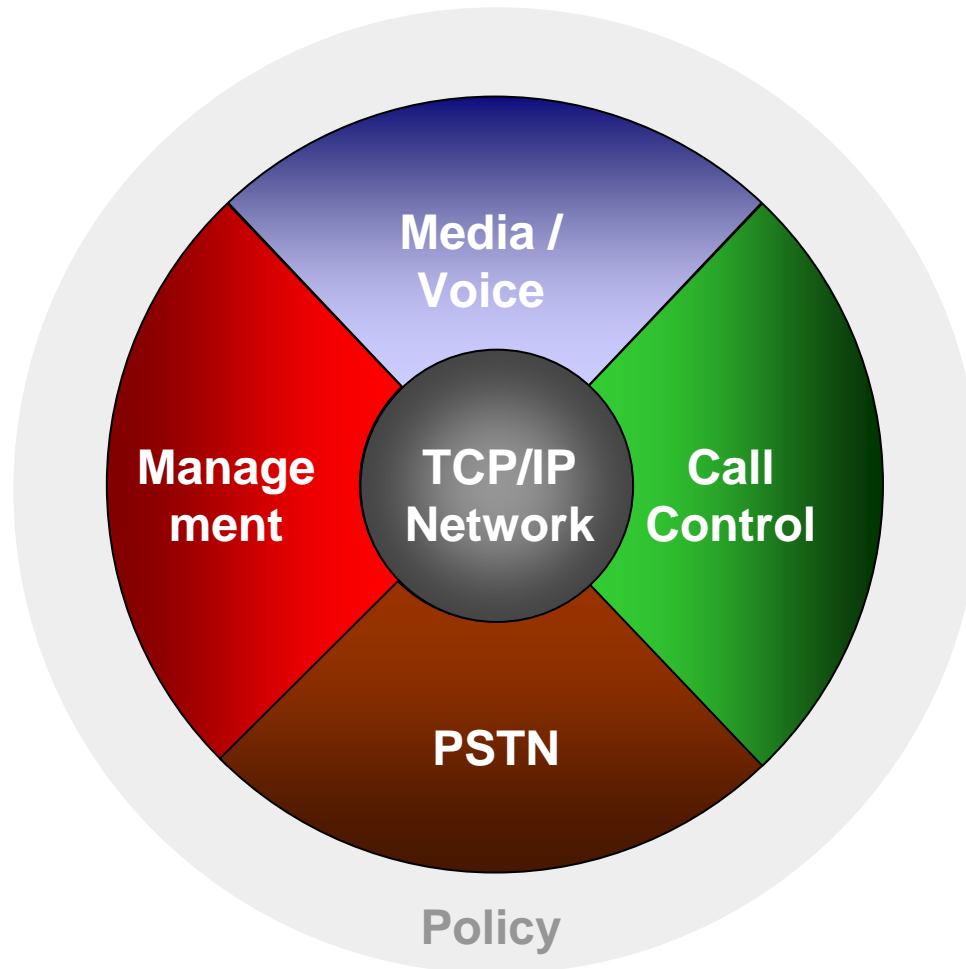 Media /
Voice
Manage
ment
TCP/IP
Network
Call
Control
PSTN
Policy